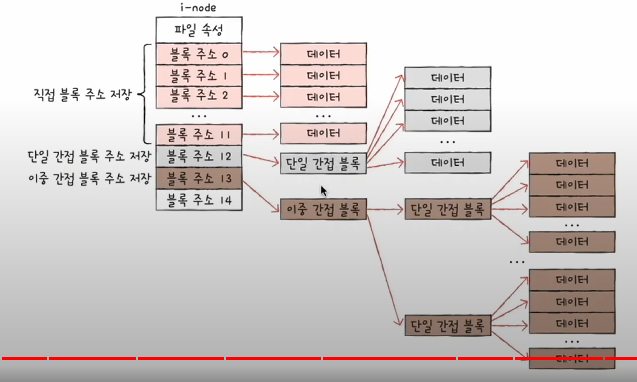 i-node
파일 속성
블록 주소 0
데이터
블록 주소 1
데이터
블록 주소 2
데이터
...
직접 블록 주소 저장
블록 주소 11
데이터
단일 간접 블록 주소 저장
블록 주소 12
단일 간접 블록
데이터
데이터
데이터
...
데이터
이중 간접 블록 주소 저장
블록 주소 13
이중 간접 블록
블록 주소 14
단일 간접 블록
데이터
데이터
데이터
...
데이터
...
단일 간접 블록
데이터
데이터
데이터
...
데이터